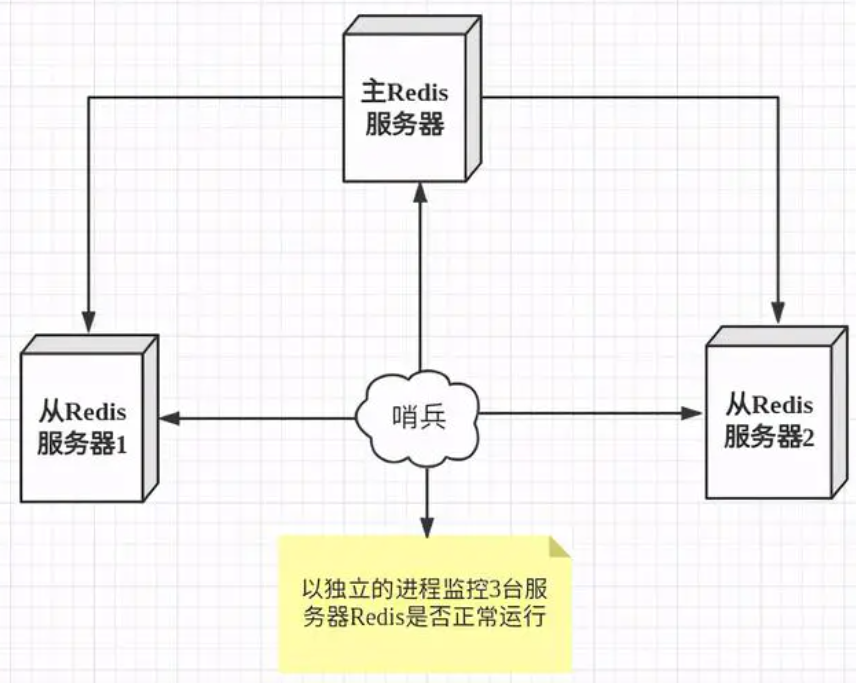 主Redis
服务器
从Redis
服务器1
哨兵
从Redis
服务器2
以独立的进程监控3台服
务器Redis是否正常运行